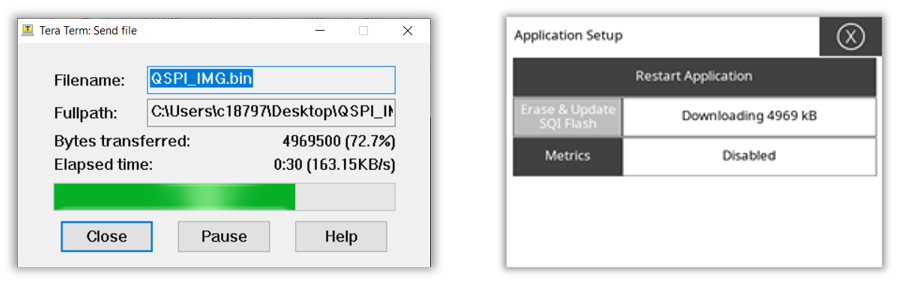 Tera Term: Send file
Filename: QSPI_IMG.bin
Fullpath: C:\Users\c18797\Desktop\QSPI_IM
Bytes transferred: 4969500 (72.7%)
Elapsed time: 0:30 (163.15KB/s)
Close Pause Help
Application Setup X
Restart Application
Erase & Update
SQI Flash
Downloading 4969 kB
Metrics Disabled